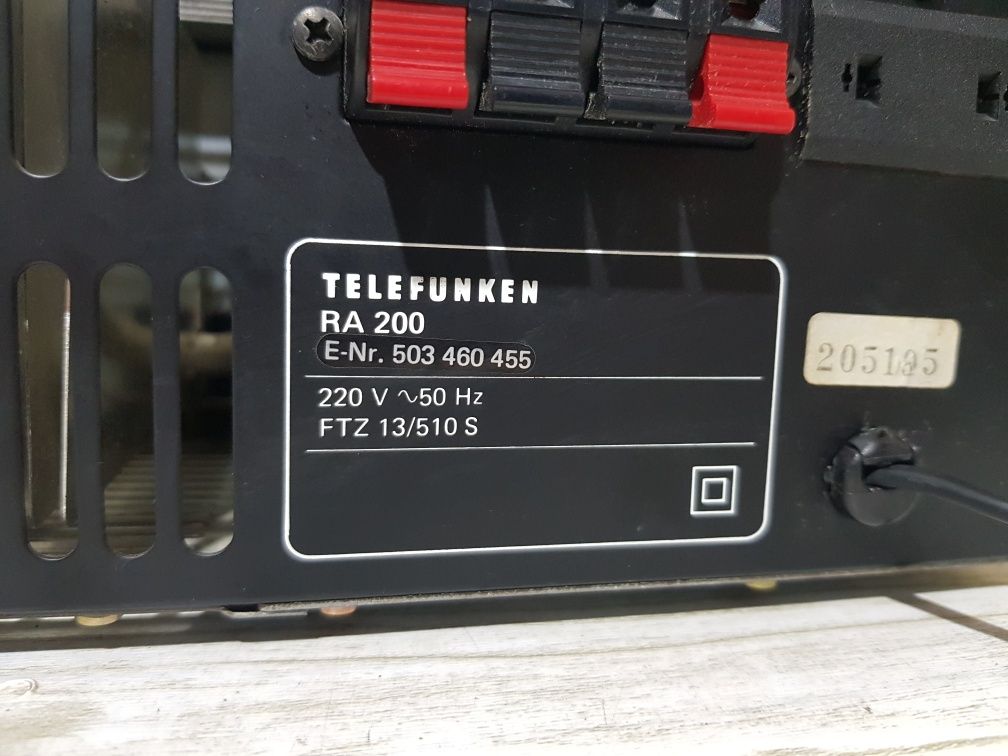 TELEFUNKEN
RA 200
E-Nr. 503 460 455
220 V ~50 Hz
FTZ 13/510 S